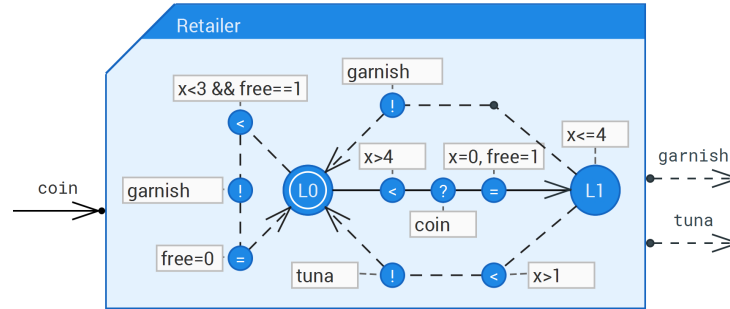 Retailer
garnish
x<3 && free==1
<
!
x<=4
x>4
x=0, free=1
garnish
coin
garnish
!
L0
<
?
=
L1
coin
tuna
free=0
=
tuna
!
<
x>1